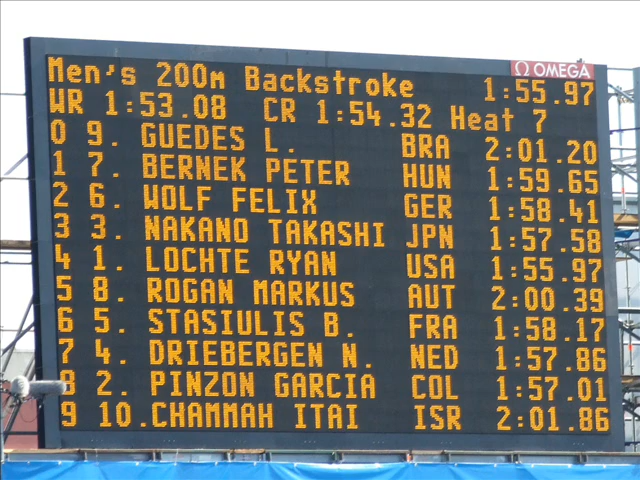 Ω OMEGA
Men's 200m Backstroke 1:55.97
WR 1:53.08 CR 1:54.32 Heat 7
0 9. GUEDES L. BRA 2:01.20
1 7. BERNEK PETER HUN 1:59.65
2 6. WOLF FELIX GER 1:58.41
3 3. NAKANO TAKASHI JPN 1:57.58
4 1. LOCHTE RYAN USA 1:55.97
5 8. ROGAN MARKUS AUT 2:00.39
6 5. STASIULIS B. FRA 1:58.17
7 4. DRIEBERGEN N. NED 1:57.86
8 2. PINZON GARCIA COL 1:57.01
9 10.CHAMMAH ITAI ISR 2:01.86